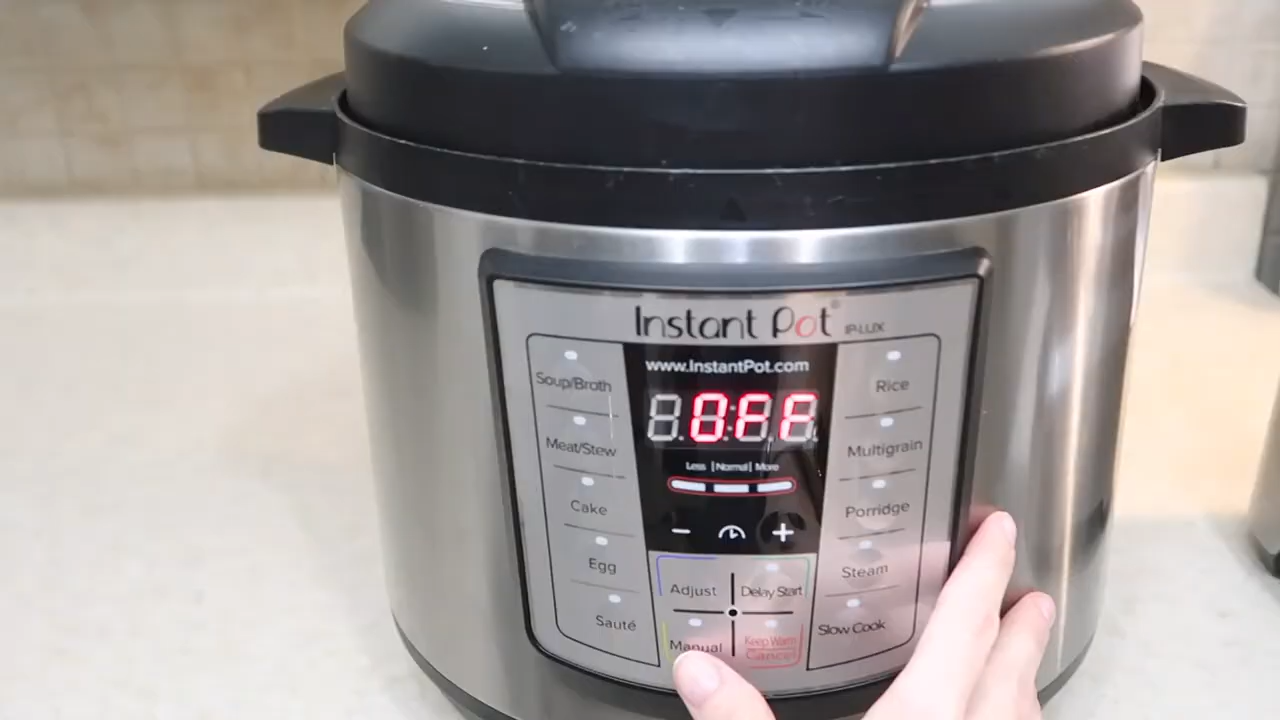 Instant Pot® IP-LUX
www.InstantPot.com
OFF
Less | Normal | More
Soup/Broth
Meat/Stew
Cake
Egg
Sauté
Rice
Multigrain
Porridge
Steam
Slow Cook
Adjust
Delay Start
Manual
Keep Warm
Cancel